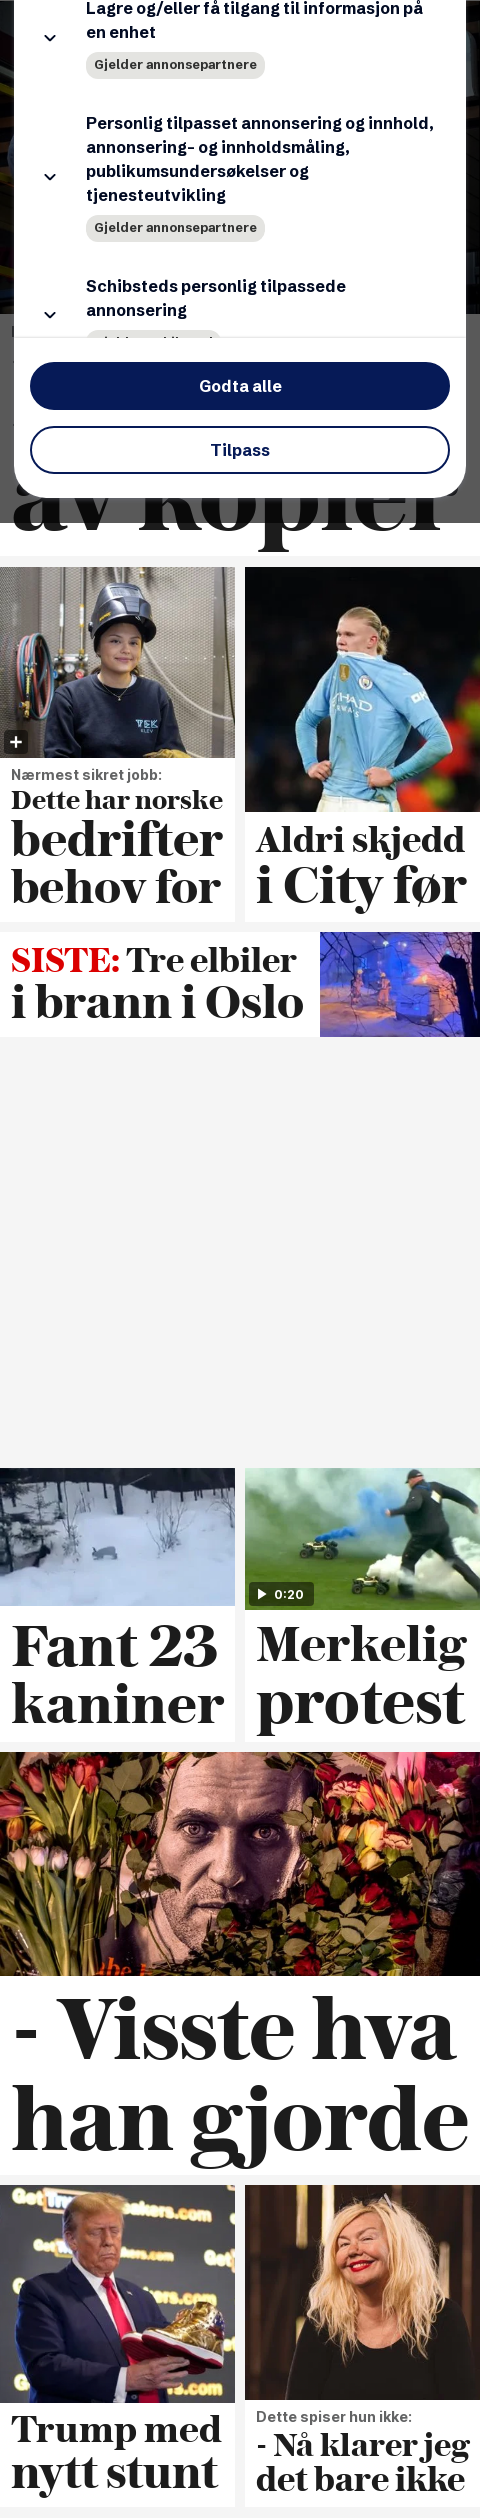 Lagre og/eller få tilgang til informasjon på
en enhet
Gjelder annonsepartnere
Personlig tilpasset annonsering og innhold,
annonsering- og innholdsmåling,
publikumsundersøkelser og
tjenesteutvikling
Gjelder annonsepartnere
Schibsteds personlig tilpassede
annonsering
Godta alle
Tilpass
av kopier
TSK
ELEV
Nærmest sikret jobb:
Dette har norske
bedrifter
behov for
Aldri skjedd
i City før
SISTE: Tre elbiler
i brann i Oslo
Fant 23
kaniner
0:20
Merkelig
protest
- Visste hva
han gjorde
Trump med
nytt stunt
Dette spiser hun ikke:
- Nå klarer jeg
det bare ikke